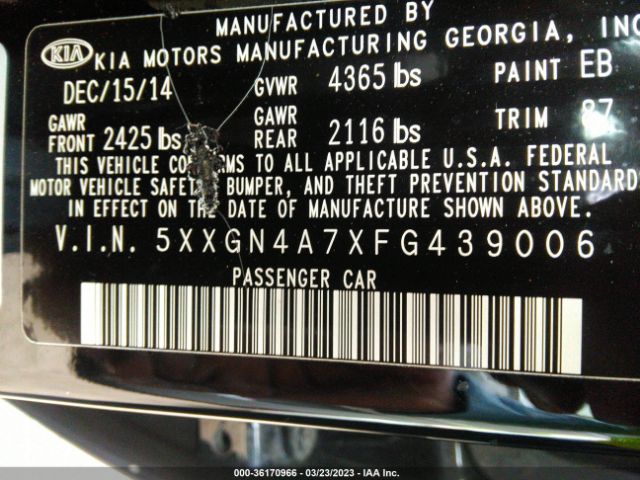 MANUFACTURED BY
KIA KIA MOTORS MANUFACTURING GEORGIA, INC
DEC/15/14 GVWR 4365 lbs PAINT EB
GAWR FRONT 2425 lbs GAWR REAR 2116 lbs TRIM 87
THIS VEHICLE CONFORMS TO ALL APPLICABLE U.S.A. FEDERAL
MOTOR VEHICLE SAFETY, BUMPER, AND THEFT PREVENTION STANDARDS
IN EFFECT ON THE DATE OF MANUFACTURE SHOWN ABOVE.
V.I.N. 5XXGN4A7XFG439006
PASSENGER CAR
000-36170966 - 03/23/2023 - IAA Inc.